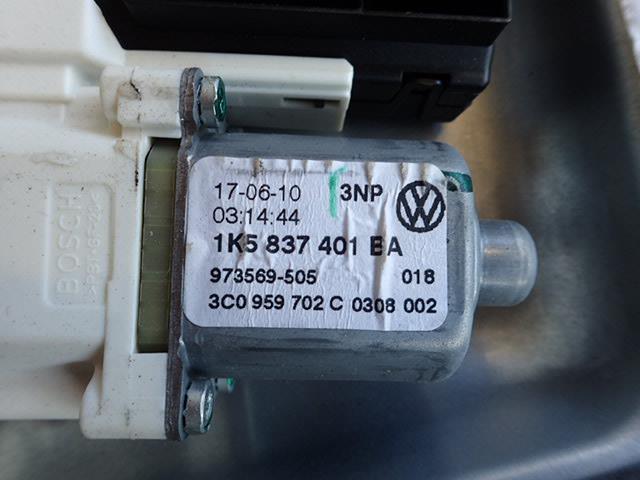 17-06-10 3NP
03:14:44
1K5 837 401 BA
973569-505 018
3C0 959 702 C 0308 002
BOSCH